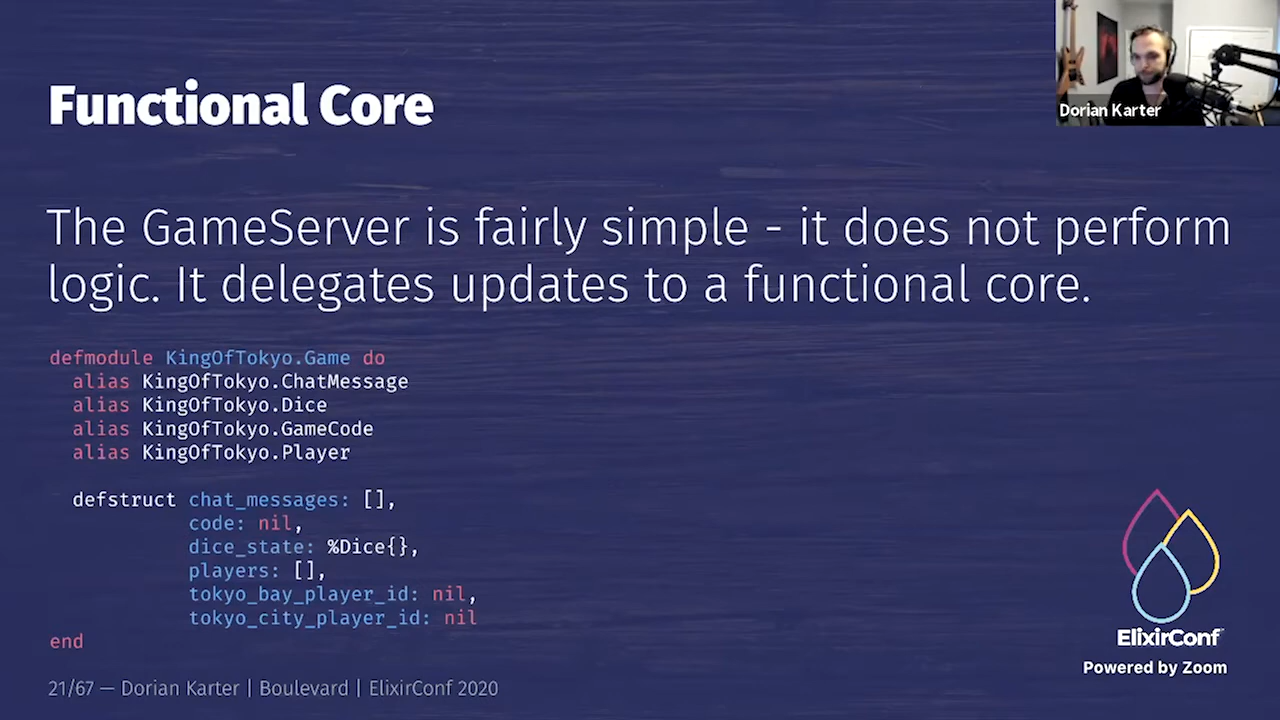 Functional Core
Dorian Karter
The GameServer is fairly simple - it does not perform
logic. It delegates updates to a functional core.
defmodule KingOfTokyo.Game do
  alias KingOfTokyo.ChatMessage
  alias KingOfTokyo.Dice
  alias KingOfTokyo.GameCode
  alias KingOfTokyo.Player
  defstruct chat_messages: [],
            code: nil,
            dice_state: %Dice{},
            players: [],
            tokyo_bay_player_id: nil,
            tokyo_city_player_id: nil
end
ElixirConf
Powered by Zoom
21/67 — Dorian Karter | Boulevard | ElixirConf 2020